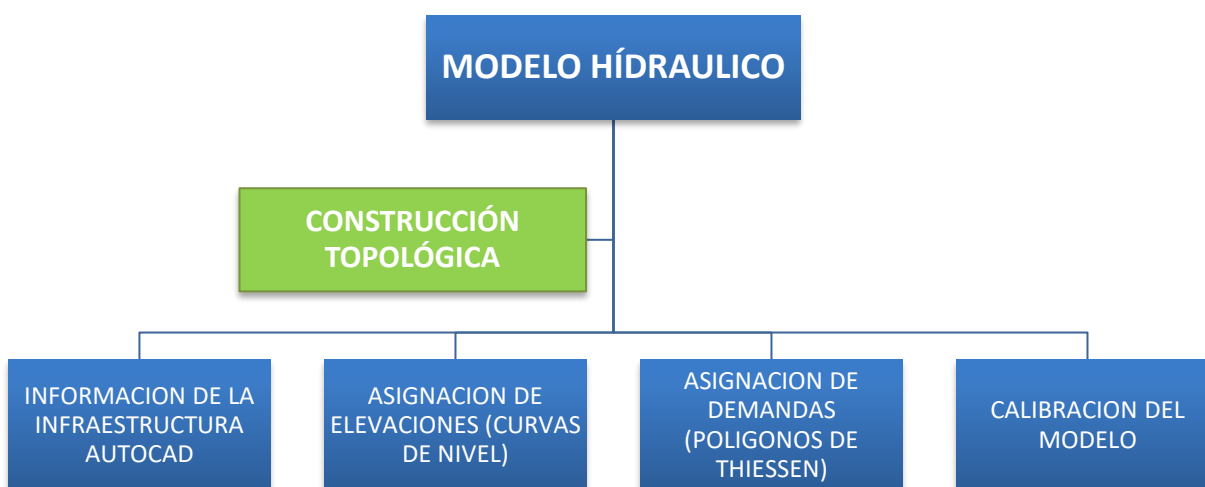 MODELO HÍDRAULICO
CONSTRUCCIÓN
TOPOLÓGICA
INFORMACION DE LA
INFRAESTRUCTURA
AUTOCAD
ASIGNACION DE
ELEVACIONES (CURVAS
DE NIVEL)
ASIGNACION DE
DEMANDAS
(POLIGONOS DE
THIESSEN)
CALIBRACION DEL
MODELO